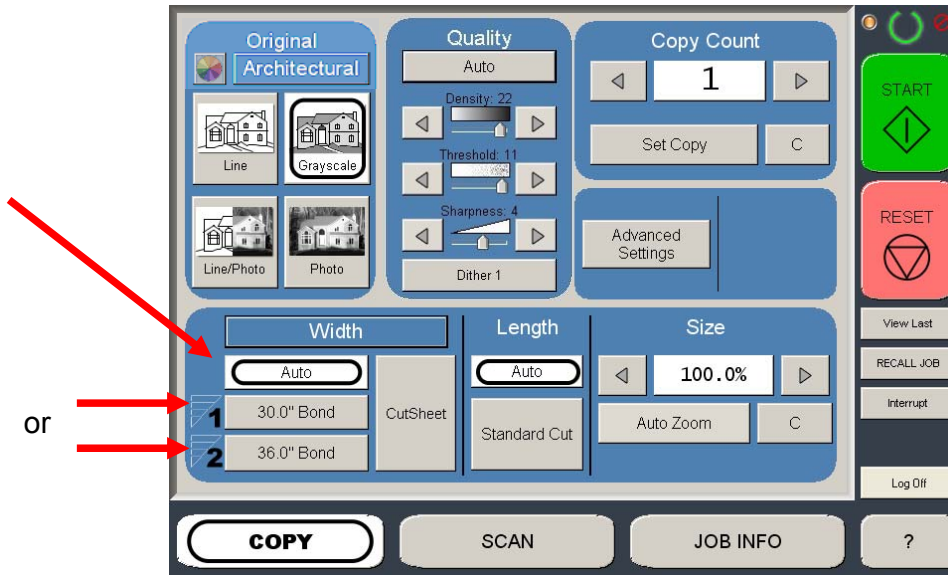 Original
Architectural
Line
Grayscale
Line/Photo
Photo
Quality
Auto
Density: 22
Threshold: 11
Sharpness: 4
Dither 1
Copy Count
1
Set Copy
C
Advanced
Settings
START
RESET
View Last
RECALL JOB
Interrupt
Log Off
or
Width
Auto
1
30.0" Bond
2
36.0" Bond
CutSheet
Length
Auto
Standard Cut
Size
100.0%
Auto Zoom
C
COPY
SCAN
JOB INFO
?